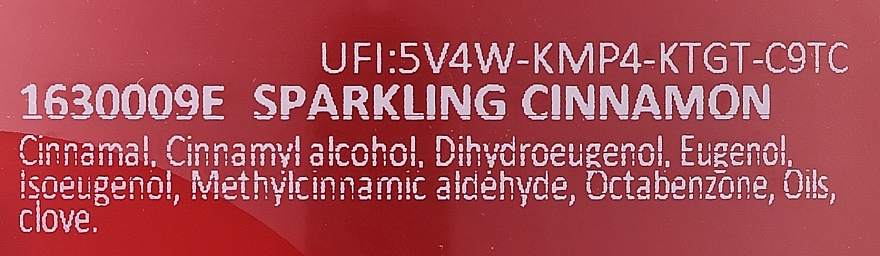 UFI:5V4W-KMP4-KTGT-C9TC
1630009E SPARKLING CINNAMON
Cinnamal, Cinnamyl alcohol, Dihydroeugenol, Eugenol,
Isoeugenol, Methylcinnamic aldehyde, Octabenzone, Oils,
clove.